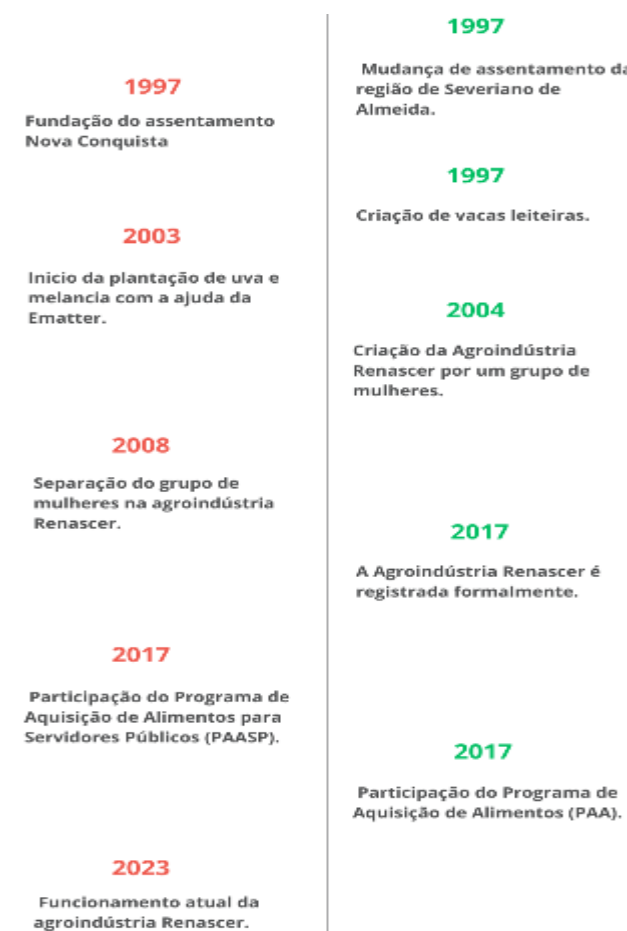 1997
Mudança de assentamento da
região de Severiano de
Almeida.
1997
Fundação do assentamento
Nova Conquista
1997
Criação de vacas leiteiras.
2003
Inicio da plantação de uva e
melancia com a ajuda da
Ematter.
2004
Criação da Agroindústria
Renascer por um grupo de
mulheres.
2008
Separação do grupo de
mulheres na agroindústria
Renascer.
2017
A Agroindústria Renascer é
registrada formalmente.
2017
Participação do Programa de
Aquisição de Alimentos para
Servidores Públicos (PAASP).
2017
Participação do Programa de
Aquisição de Alimentos (PAA).
2023
Funcionamento atual da
agroindústria Renascer.